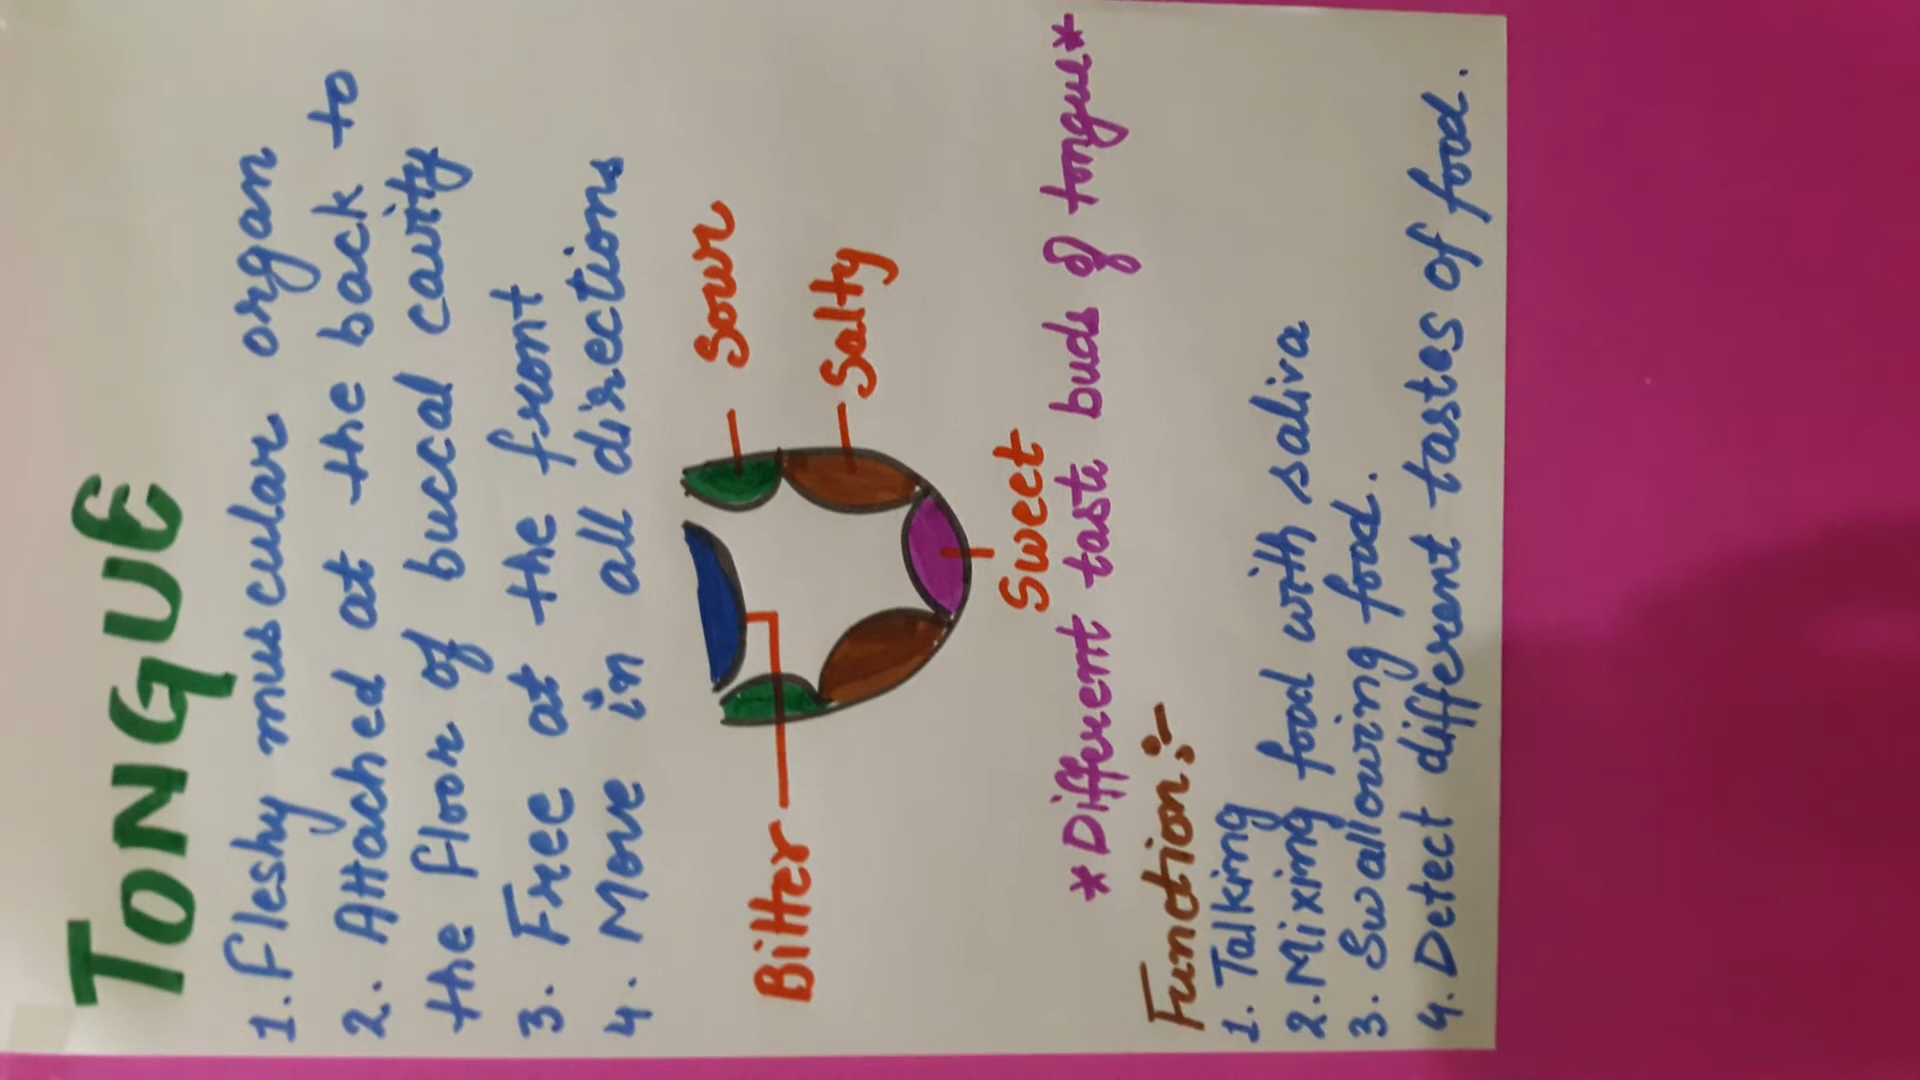 TONGUE
1. Fleshy muscular organ
2. Attached at the back to
the floor of buccal cavity
3. Free at the front
4. Move in all directions
Sour
Salty
Bitter
Sweet
*Different taste buds of tongue*
Function:-
1. Talking
2. Mixing food with saliva
3. Swallowing food.
4. Detect different tastes of food.